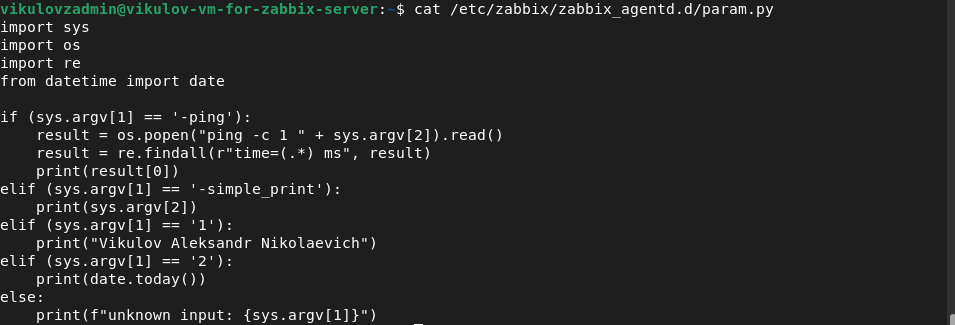 vikulovzadmin@vikulov-vm-for-zabbix-server:~$ cat /etc/zabbix/zabbix_agentd.d/param.py
import sys
import os
import re
from datetime import date

if (sys.argv[1] == '-ping'):
    result = os.popen("ping -c 1 " + sys.argv[2]).read()
    result = re.findall(r"time=(.*) ms", result)
    print(result[0])
elif (sys.argv[1] == '-simple_print'):
    print(sys.argv[2])
elif (sys.argv[1] == '1'):
    print("Vikulov Aleksandr Nikolaevich")
elif (sys.argv[1] == '2'):
    print(date.today())
else:
    print(f"unknown input: {sys.argv[1]}")